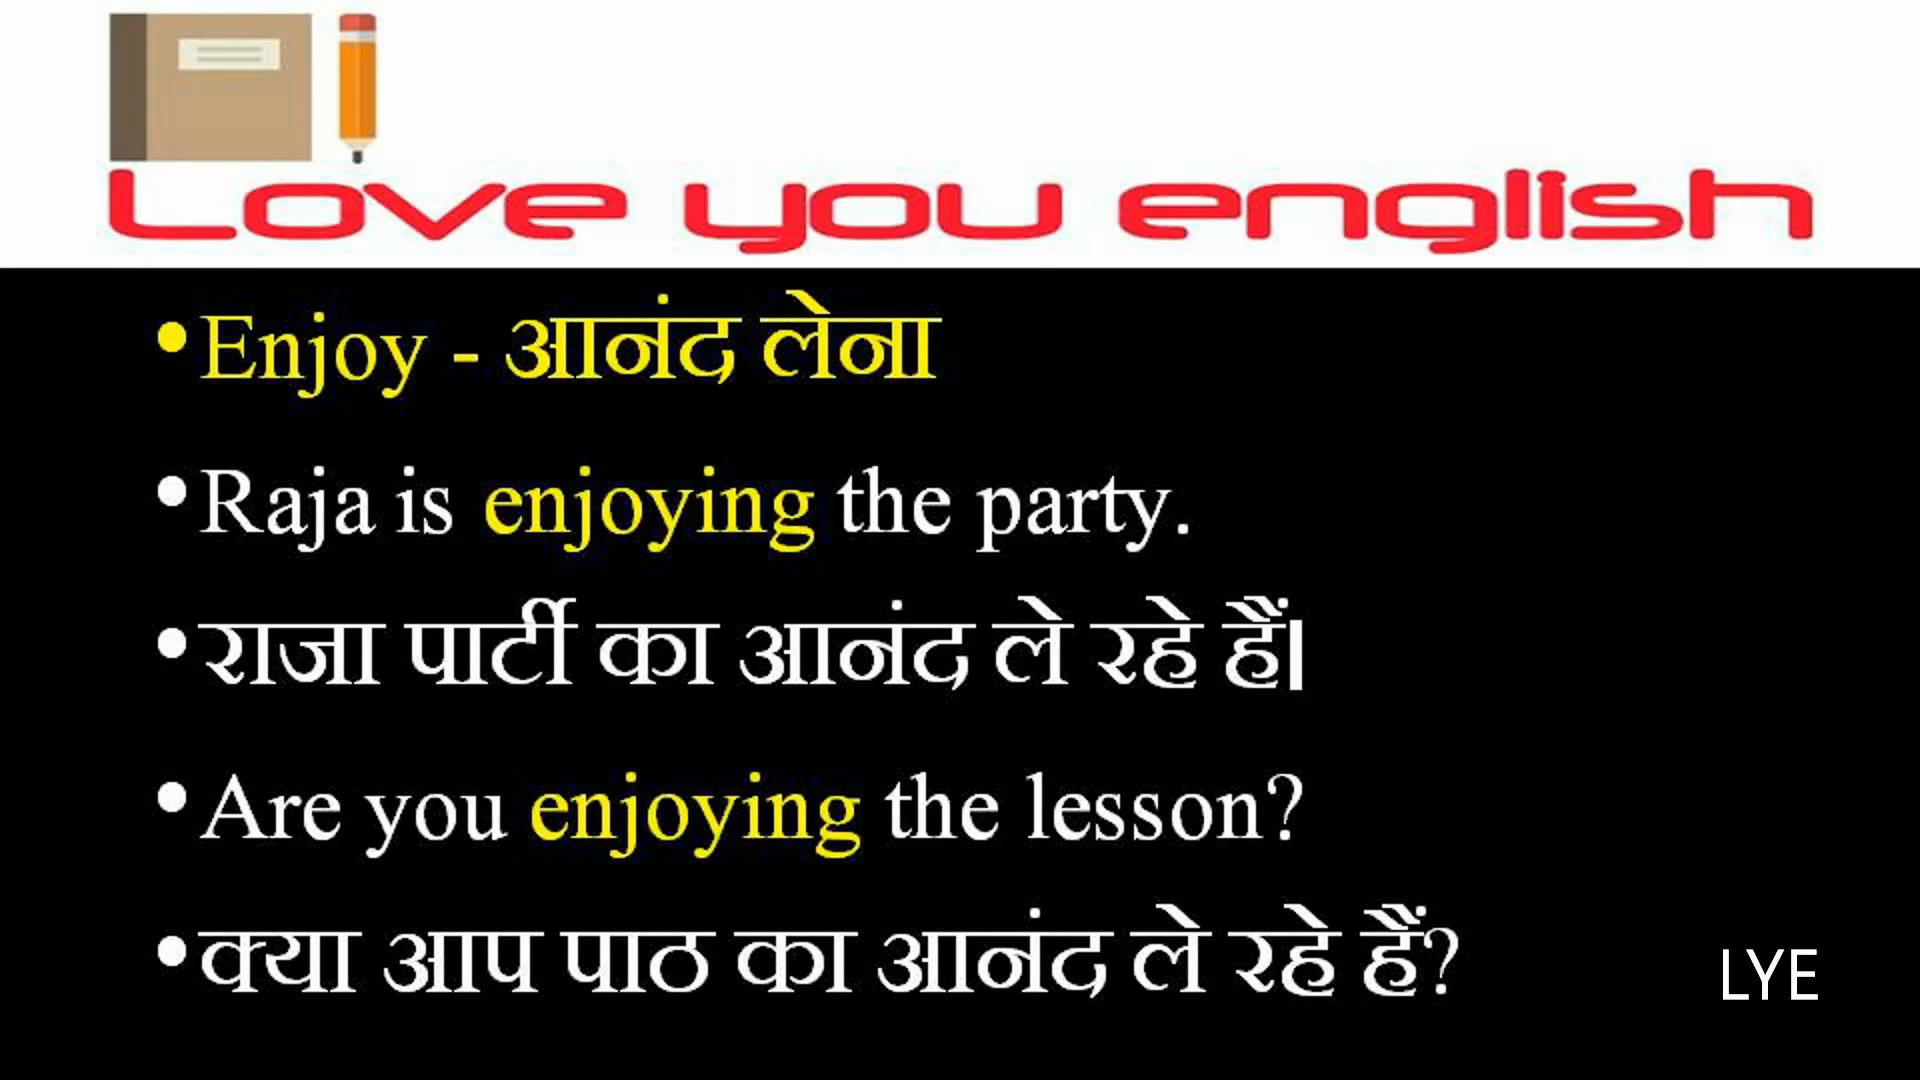 Love you english
•Enjoy - आनंद लेना
•Raja is enjoying the party.
•राजा पार्टी का आनंद ले रहे हैं।
•Are you enjoying the lesson?
•क्या आप पाठ का आनंद ले रहे हैं?
LYE